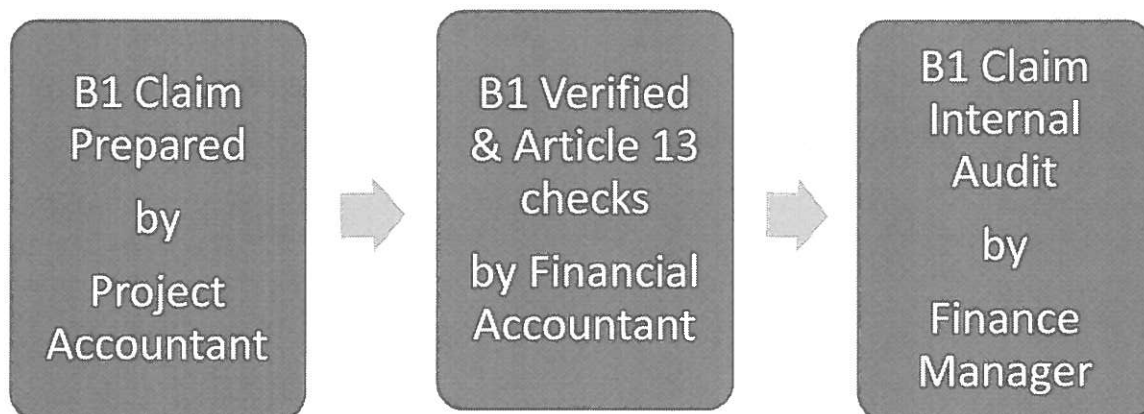 B1 Claim
Prepared
by
Project
Accountant
B1 Verified
& Article 13
checks
by Financial
Accountant
B1 Claim
Internal
Audit
by
Finance
Manager